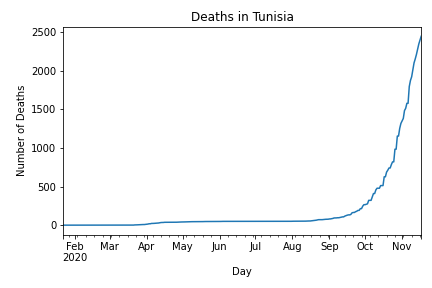 Deaths in Tunisia
Number of Deaths
2500
2000
1500
1000
500
0
Feb Mar Apr May Jun Jul Aug Sep Oct Nov
2020
Day